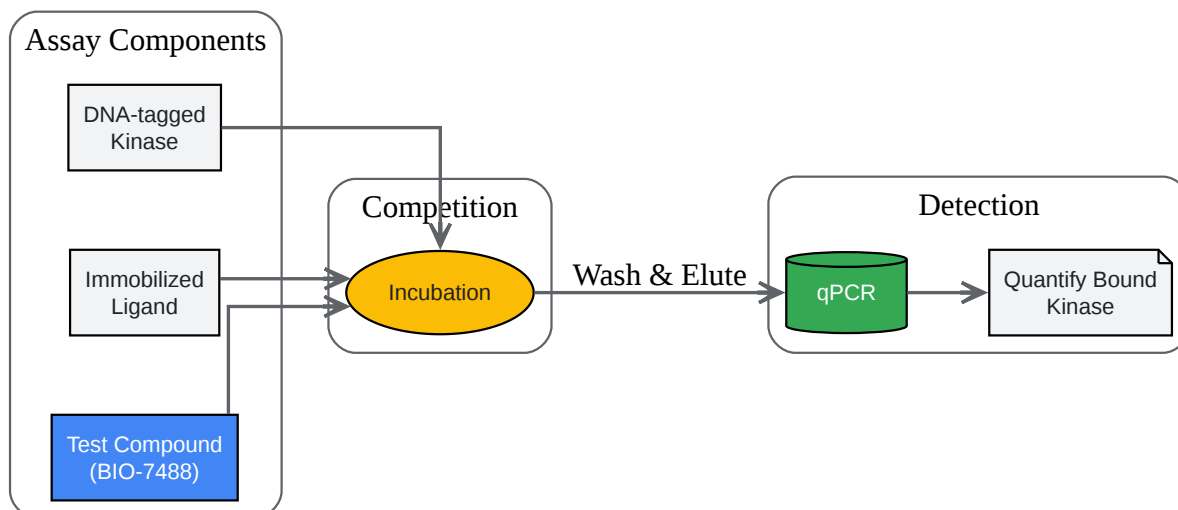 Assay Components
DNA-tagged
Kinase
Immobilized
Ligand
Test Compound
(BIO-7488)
Competition
Incubation
Wash & Elute
Detection
qPCR
Quantify Bound
Kinase